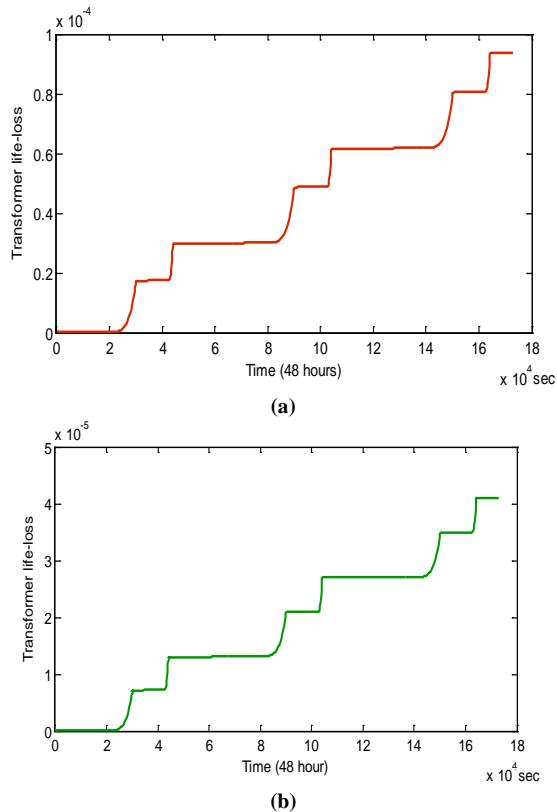 x 10^-4
1
0.8
0.6
0.4
0.2
0
Transformer life-loss
0 2 4 6 8 10 12 14 16 18
Time (48 hours)
x 10^4 sec
(a)
x 10^-5
5
4
3
2
1
0
Transformer life-loss
0 2 4 6 8 10 12 14 16 18
Time (48 hour)
x 10^4 sec
(b)